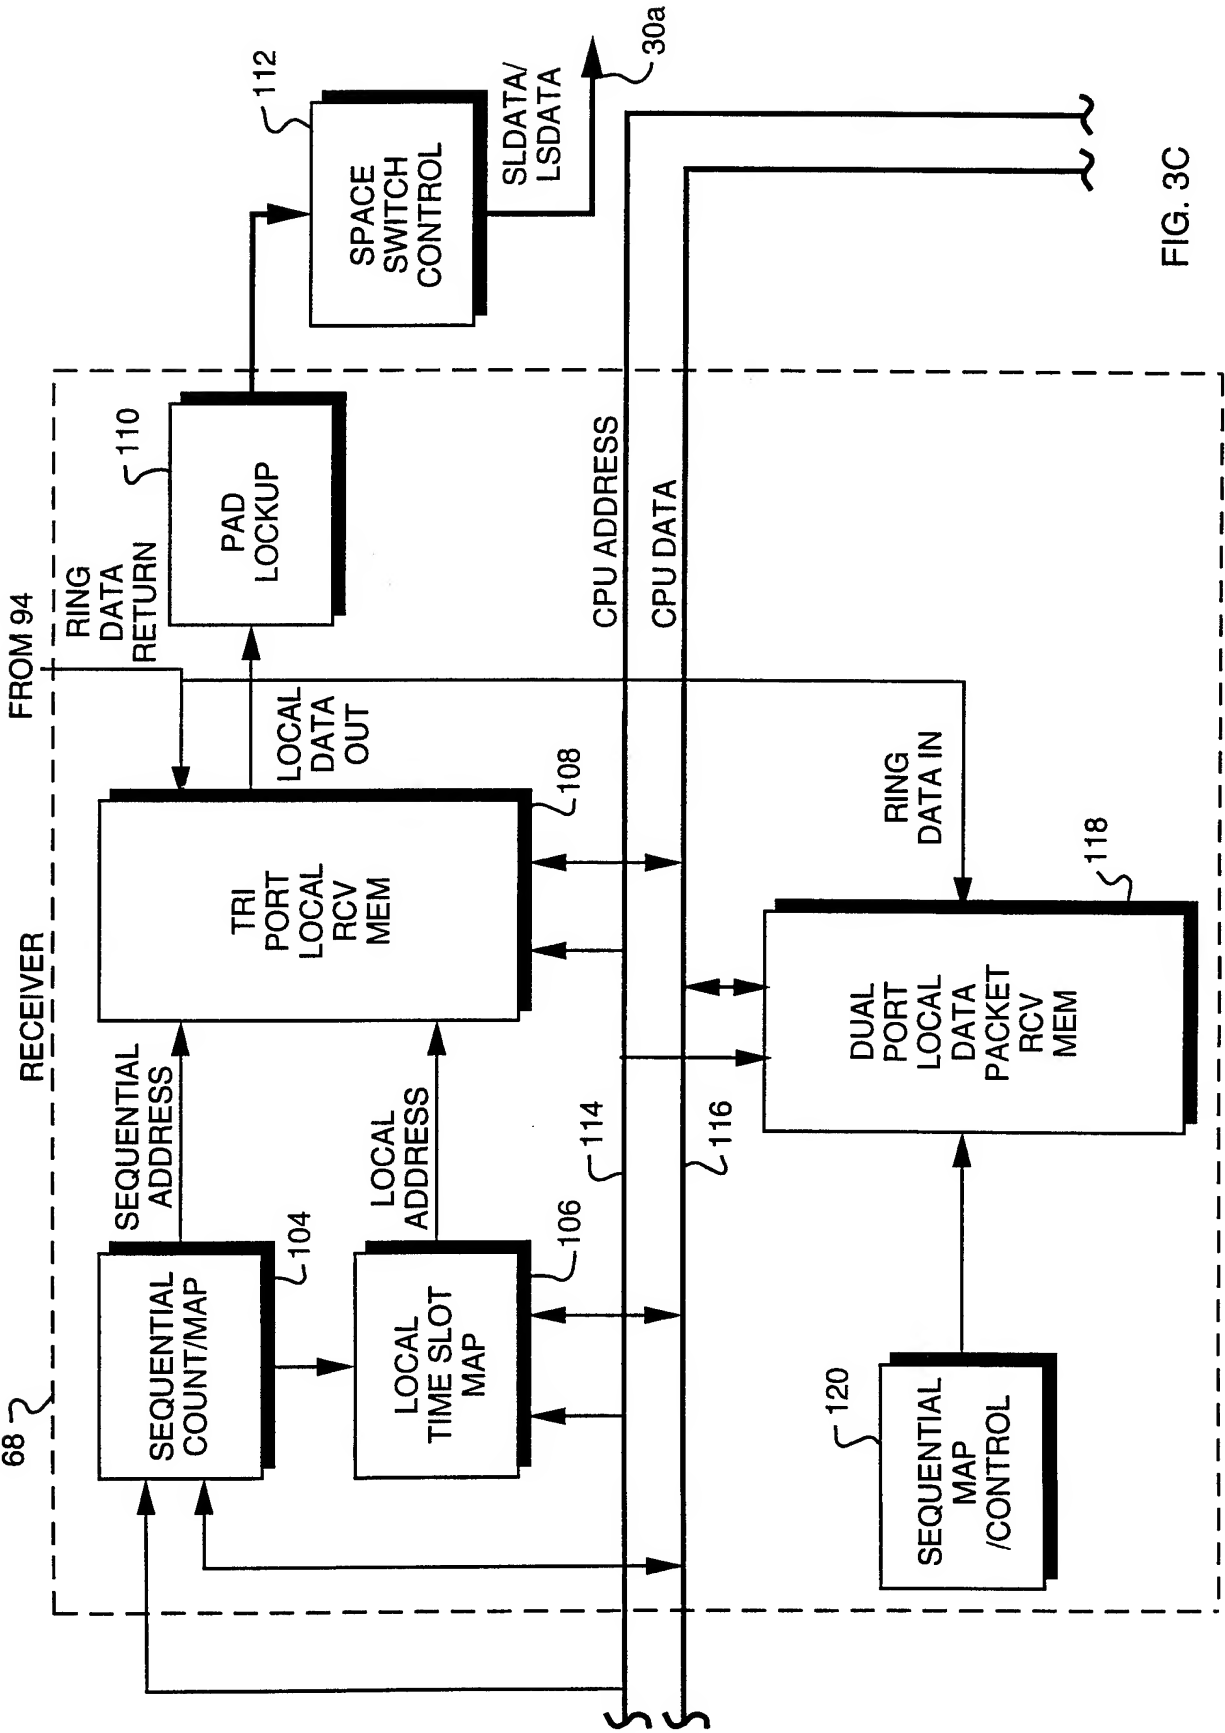 RECEIVER
68
FROM 94
RING
DATA
RETURN
SEQUENTIAL
COUNT/MAP
104
SEQUENTIAL
ADDRESS
LOCAL
TIME SLOT
MAP
106
LOCAL
ADDRESS
TRI
PORT
LOCAL
RCV
MEM
108
LOCAL
DATA
OUT
PAD
LOCKUP
110
SPACE
SWITCH
CONTROL
112
SLDATA/
LSDATA
30a
114
CPU ADDRESS
116
CPU DATA
SEQUENTIAL
MAP
/CONTROL
120
DUAL
PORT
LOCAL
DATA
PACKET
RCV
MEM
118
RING
DATA IN
FIG. 3C